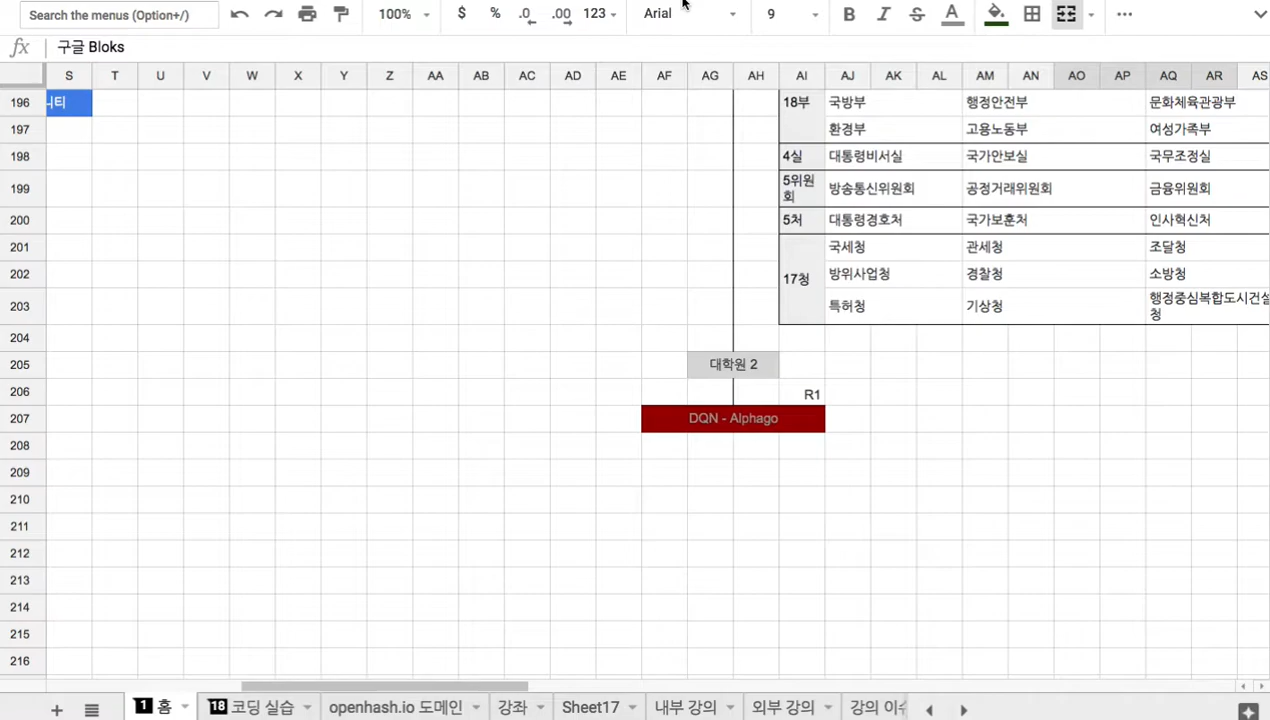 Search the menus (Option+/)
100%
$ % .0 .00 123
Arial
9
B I S A
fx 구글 Bloks
S T U V W X Y Z AA AB AC AD AE AF AG AH AI AJ AK AL AM AN AO AP AQ AR AS
196 니티 18부 국방부 행정안전부 문화체육관광부
197 환경부 고용노동부 여성가족부
198 4실 대통령비서실 국가안보실 국무조정실
199 5위원회 방송통신위원회 공정거래위원회 금융위원회
200 5처 대통령경호처 국가보훈처 인사혁신처
201 국세청 관세청 조달청
202 17청 방위사업청 경찰청 소방청
203 특허청 기상청 행정중심복합도시건설청
204
205 대학원 2
206 R1
207 DQN - Alphago
208
209
210
211
212
213
214
215
216
1 홈 18 코딩 실습 openhash.io 도메인 강좌 Sheet17 내부 강의 외부 강의 강의 이수